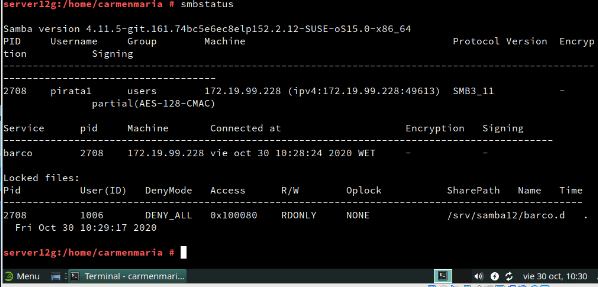 server12g:/home/carmenmaria # smbstatus
Samba version 4.11.5-git.161.74bc5e6ec8elp152.2.12-SUSE-oS15.0-x86_64
PID Username Group Machine Protocol Version Encryp
tion Signing
----------------------------------------------------------------------------------------
--------------------------------
2708 pirata1 users 172.19.99.228 (ipv4:172.19.99.228:49613) SMB3_11 -
partial(AES-128-CMAC)
Service pid Machine Connected at Encryption Signing
---------------------------------------------------------------------------------------------
barco 2708 172.19.99.228 vie oct 30 10:28:24 2020 WET - -
Locked files:
Pid User(ID) DenyMode Access R/W Oplock SharePath Name Time
--------------------------------------------------------------------------------------------------
2708 1006 DENY_ALL 0x100080 RDONLY NONE /srv/samba12/barco.d .
Fri Oct 30 10:29:17 2020
server12g:/home/carmenmaria #
Menu Terminal - carmenmari... vie 30 oct, 10:30